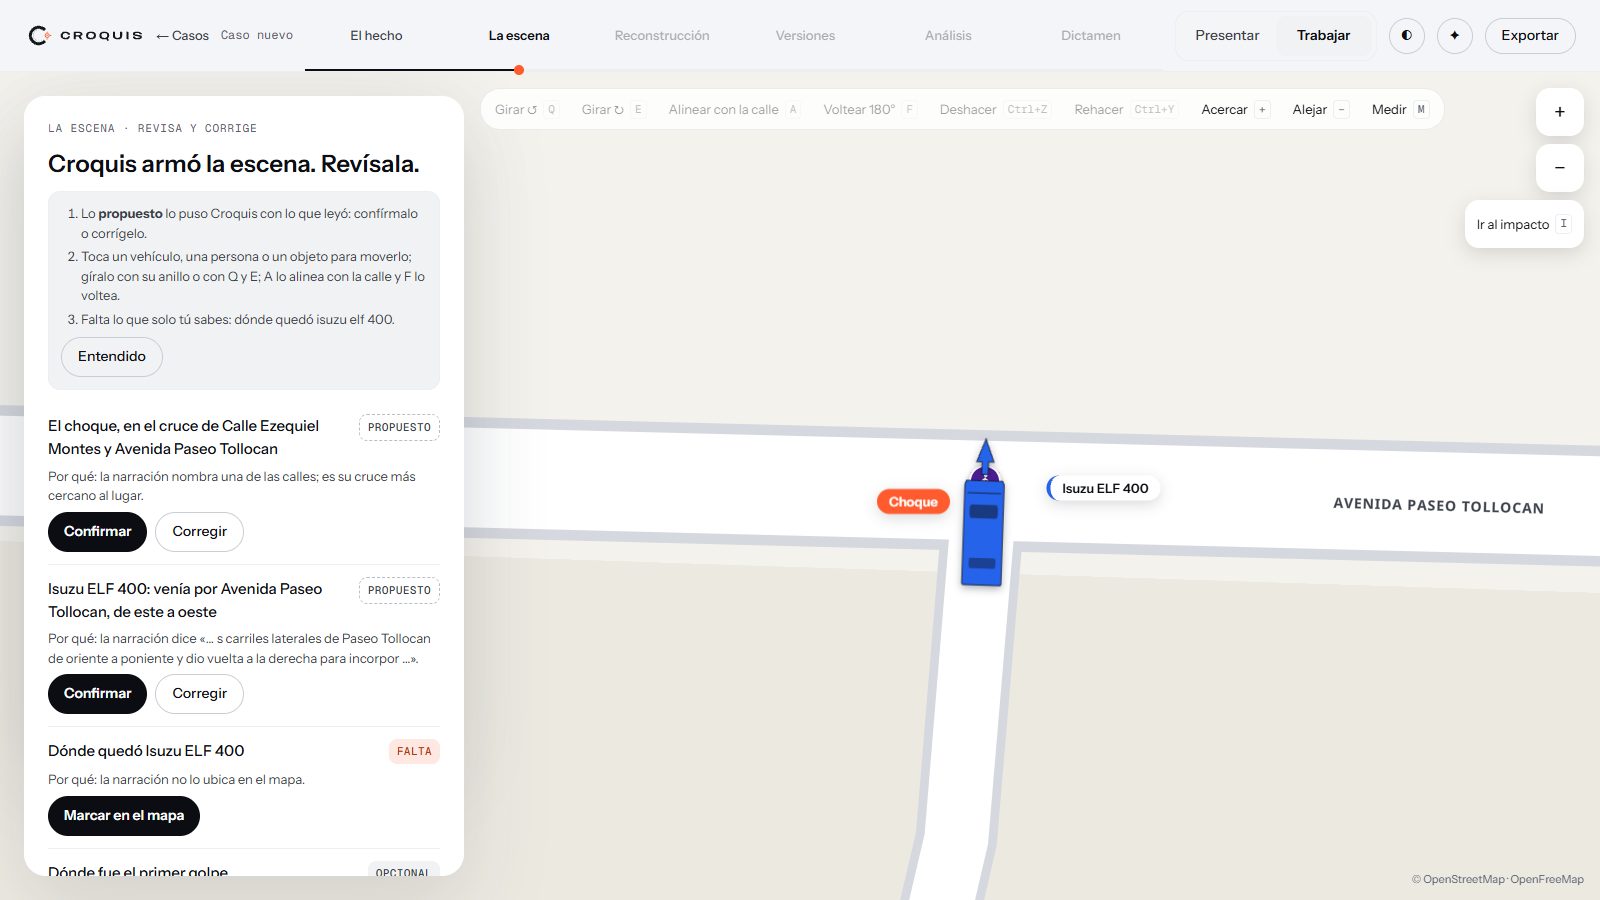 CROQUIS
← Casos
Caso nuevo
El hecho
La escena
Reconstrucción
Versiones
Análisis
Dictamen
Presentar
Trabajar
Exportar
Girar ↺ Q
Girar ↻ E
Alinear con la calle A
Voltear 180° F
Deshacer Ctrl+Z
Rehacer Ctrl+Y
Acercar +
Alejar −
Medir M
+
−
Ir al impacto I
LA ESCENA · REVISA Y CORRIGE
Croquis armó la escena. Revísala.
1. Lo propuesto lo puso Croquis con lo que leyó: confírmalo
o corrígelo.
2. Toca un vehículo, una persona o un objeto para moverlo;
gíralo con su anillo o con Q y E; A lo alinea con la calle y F lo
voltea.
3. Falta lo que solo tú sabes: dónde quedó isuzu elf 400.
Entendido
El choque, en el cruce de Calle Ezequiel
Montes y Avenida Paseo Tollocan
PROPUESTO
Por qué: la narración nombra una de las calles; es su cruce más
cercano al lugar.
Confirmar
Corregir
Isuzu ELF 400: venía por Avenida Paseo
Tollocan, de este a oeste
PROPUESTO
Por qué: la narración dice «… s carriles laterales de Paseo Tollocan
de oriente a poniente y dio vuelta a la derecha para incorpor …».
Confirmar
Corregir
Dónde quedó Isuzu ELF 400
FALTA
Por qué: la narración no lo ubica en el mapa.
Marcar en el mapa
Dónde fue el primer golpe
OPCIONAL
Choque
Isuzu ELF 400
AVENIDA PASEO TOLLOCAN
© OpenStreetMap · OpenFreeMap